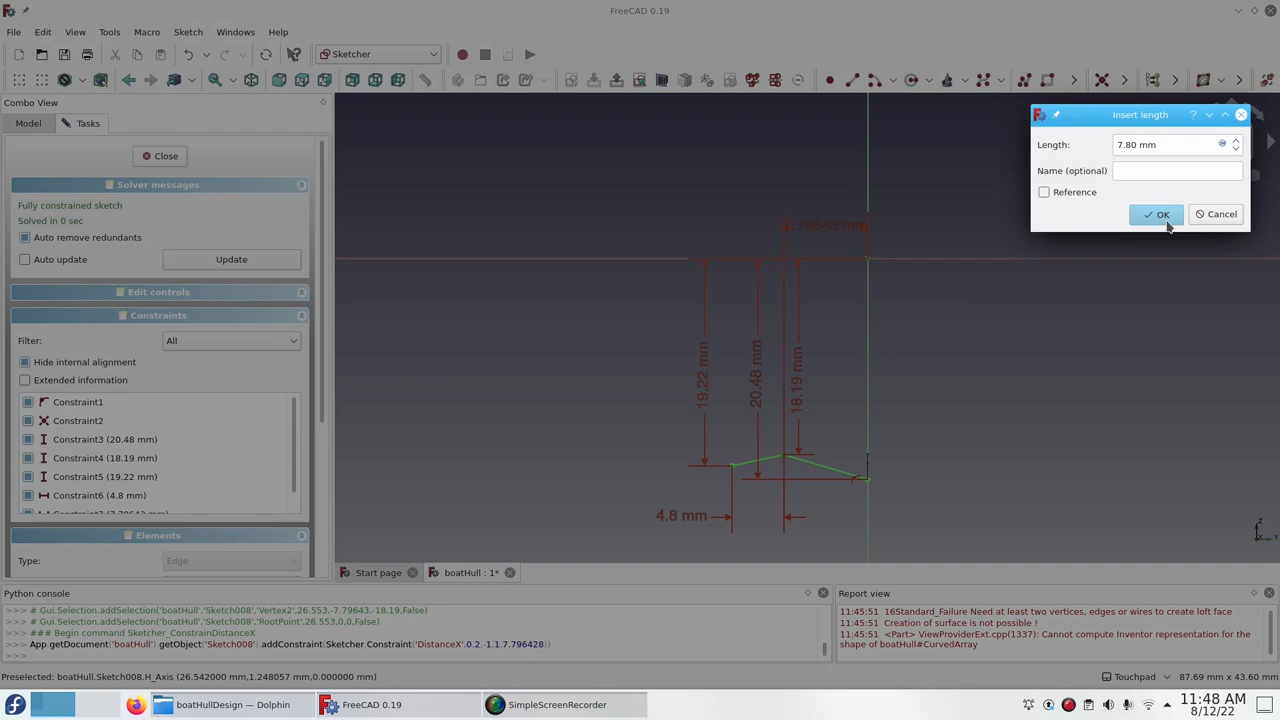 FreeCAD 0.19
File Edit View Tools Macro Sketch Windows Help
Sketcher
Combo View
Model Tasks
Close
Solver messages
Fully constrained sketch
Solved in 0 sec
Auto remove redundants
Auto update Update
Edit controls
Constraints
Filter: All
Hide internal alignment
Extended information
Constraint1
Constraint2
Constraint3 (20.48 mm)
Constraint4 (18.19 mm)
Constraint5 (19.22 mm)
Constraint6 (4.8 mm)
Constraint7 (7.79643 mm)
Elements
Type: Edge
Insert length
Length: 7.80 mm
Name (optional)
Reference
OK Cancel
7.79643 mm
19.22 mm
20.48 mm
18.19 mm
4.8 mm
Start page boatHull : 1*
Python console
>>> # Gui.Selection.addSelection('boatHull','Sketch008','Vertex2',26.553,-7.79643,-18.19,False)
>>> # Gui.Selection.addSelection('boatHull','Sketch008','RootPoint',26.553,0,0,False)
>>> ### Begin command Sketcher_ConstrainDistanceX
>>> App.getDocument('boatHull').getObject('Sketch008').addConstraint(Sketcher.Constraint('DistanceX',0,2,-1,1,7.796428))
>>>
Report view
11:45:51 16Standard_Failure Need at least two vertices, edges or wires to create loft face
11:45:51 Creation of surface is not possible !
11:45:51 <Part> ViewProviderExt.cpp(1337): Cannot compute Inventor representation for the
shape of boatHull#CurvedArray
Preselected: boatHull.Sketch008.H_Axis (26.542000 mm,1.248057 mm,0.000000 mm)
Touchpad 87.69 mm x 43.60 mm
boatHullDesign — Dolphin
FreeCAD 0.19
SimpleScreenRecorder
11:48 AM
8/12/22